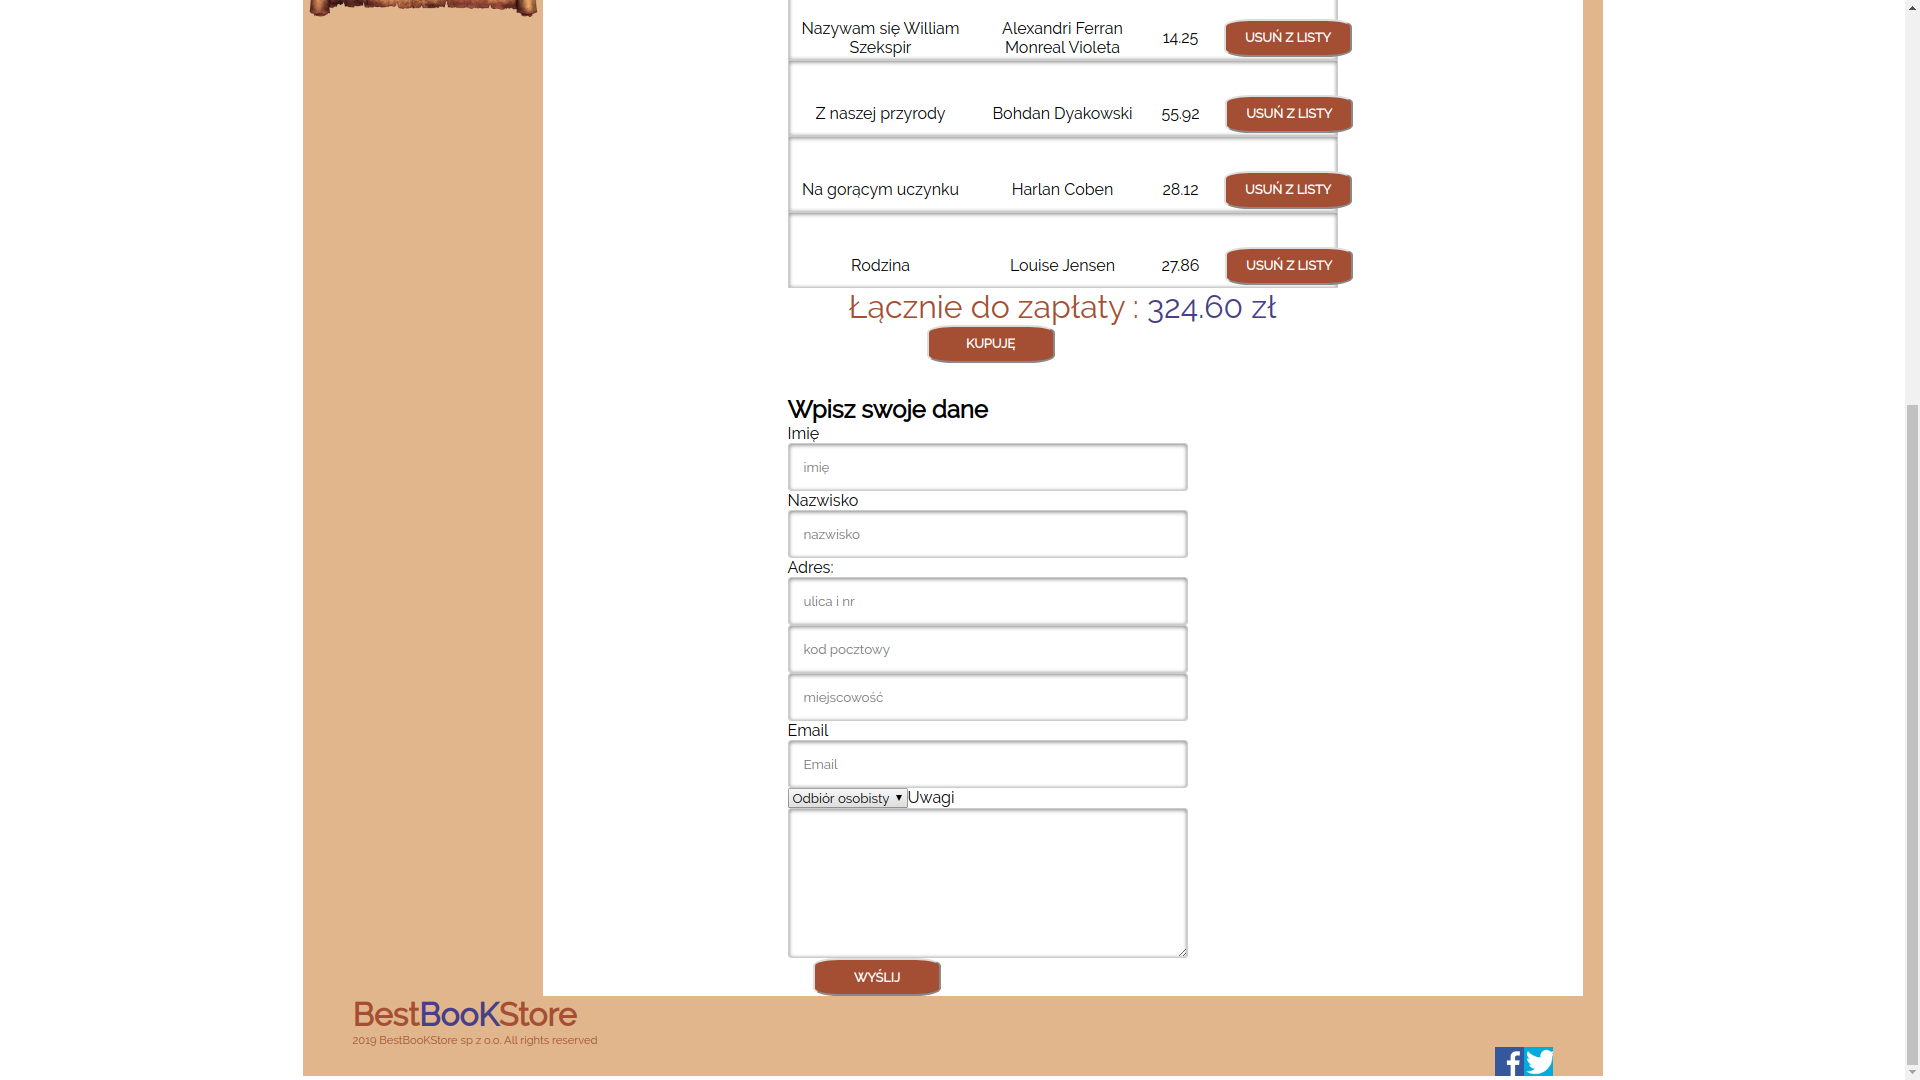 Nazywam się William Szekspir Alexandri Ferran Monreal Violeta 14.25 USUŃ Z LISTY
Z naszej przyrody Bohdan Dyakowski 55.92 USUŃ Z LISTY
Na gorącym uczynku Harlan Coben 28.12 USUŃ Z LISTY
Rodzina Louise Jensen 27.86 USUŃ Z LISTY
Łącznie do zapłaty : 324.60 zł
KUPUJĘ
Wpisz swoje dane
Imię
imię
Nazwisko
nazwisko
Adres:
ulica i nr
kod pocztowy
miejscowość
Email
Email
Odbiór osobisty Uwagi
WYŚLIJ
BestBooKStore
2019 BestBooKStore sp z o.o. All rights reserved